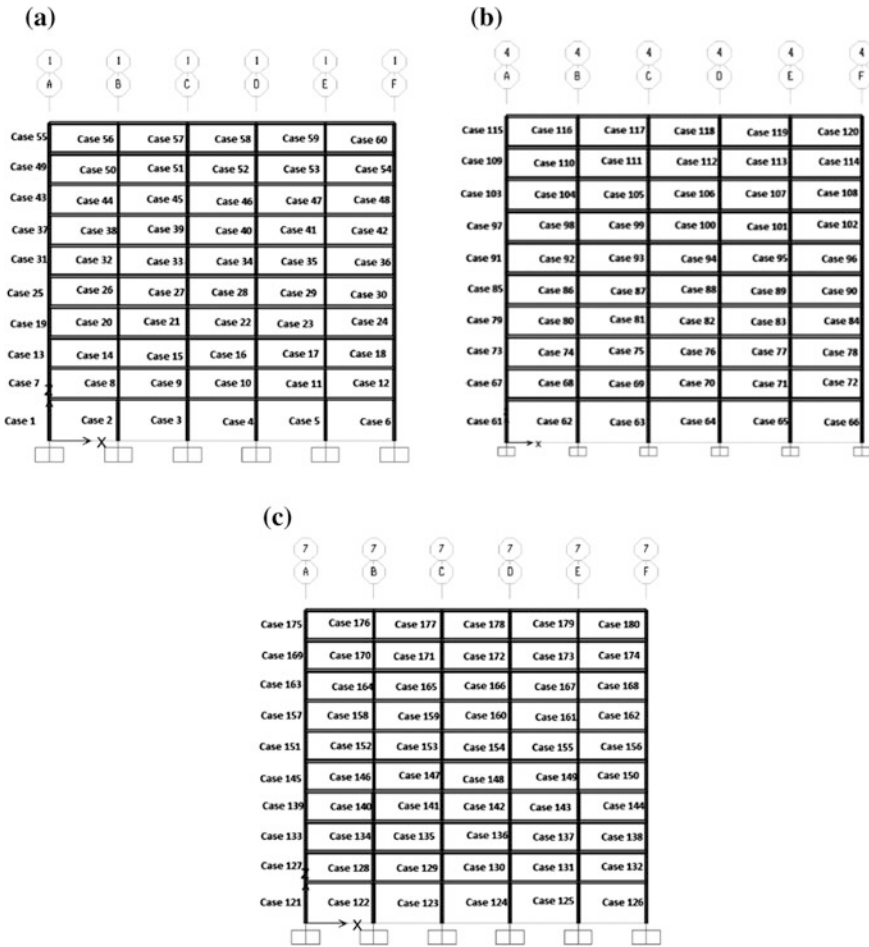 (a)
1 1 1 1 1 1
A B C D E F
Case 55 Case 56 Case 57 Case 58 Case 59 Case 60
Case 49 Case 50 Case 51 Case 52 Case 53 Case 54
Case 43 Case 44 Case 45 Case 46 Case 47 Case 48
Case 37 Case 38 Case 39 Case 40 Case 41 Case 42
Case 31 Case 32 Case 33 Case 34 Case 35 Case 36
Case 25 Case 26 Case 27 Case 28 Case 29 Case 30
Case 19 Case 20 Case 21 Case 22 Case 23 Case 24
Case 13 Case 14 Case 15 Case 16 Case 17 Case 18
Case 7 Case 8 Case 9 Case 10 Case 11 Case 12
Case 1 Case 2 Case 3 Case 4 Case 5 Case 6
X
(b)
4 4 4 4 4 4
A B C D E F
Case 115 Case 116 Case 117 Case 118 Case 119 Case 120
Case 109 Case 110 Case 111 Case 112 Case 113 Case 114
Case 103 Case 104 Case 105 Case 106 Case 107 Case 108
Case 97 Case 98 Case 99 Case 100 Case 101 Case 102
Case 91 Case 92 Case 93 Case 94 Case 95 Case 96
Case 85 Case 86 Case 87 Case 88 Case 89 Case 90
Case 79 Case 80 Case 81 Case 82 Case 83 Case 84
Case 73 Case 74 Case 75 Case 76 Case 77 Case 78
Case 67 Case 68 Case 69 Case 70 Case 71 Case 72
Case 61 Case 62 Case 63 Case 64 Case 65 Case 66
X
(c)
7 7 7 7 7 7
A B C D E F
Case 175 Case 176 Case 177 Case 178 Case 179 Case 180
Case 169 Case 170 Case 171 Case 172 Case 173 Case 174
Case 163 Case 164 Case 165 Case 166 Case 167 Case 168
Case 157 Case 158 Case 159 Case 160 Case 161 Case 162
Case 151 Case 152 Case 153 Case 154 Case 155 Case 156
Case 145 Case 146 Case 147 Case 148 Case 149 Case 150
Case 139 Case 140 Case 141 Case 142 Case 143 Case 144
Case 133 Case 134 Case 135 Case 136 Case 137 Case 138
Case 127 Case 128 Case 129 Case 130 Case 131 Case 132
Case 121 Case 122 Case 123 Case 124 Case 125 Case 126
X